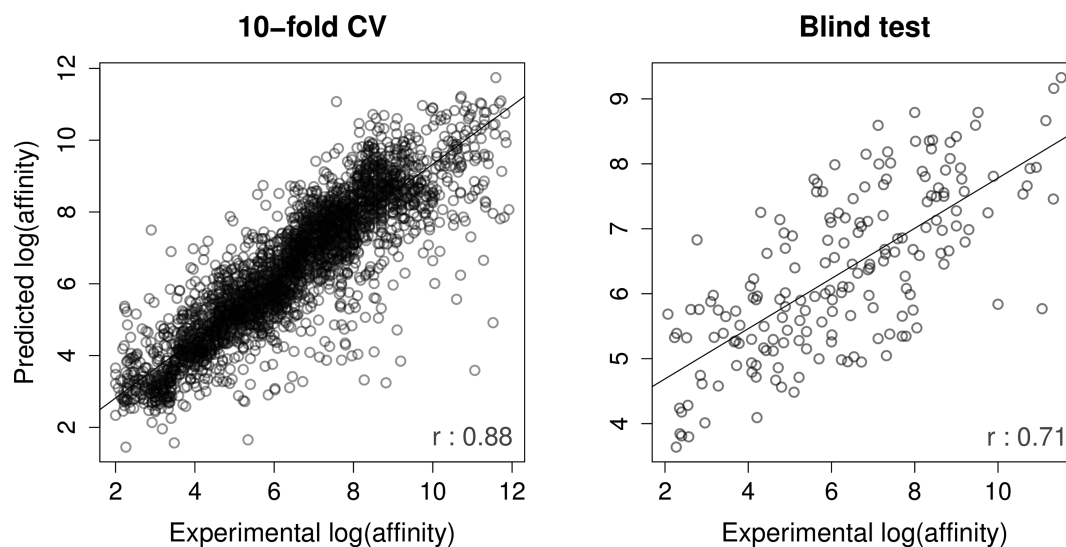 10−fold CV
Predicted log(affinity)
12
10
8
6
4
2
r : 0.88
2 4 6 8 10 12
Experimental log(affinity)
Blind test
9
8
7
6
5
4
r : 0.71
2 4 6 8 10
Experimental log(affinity)